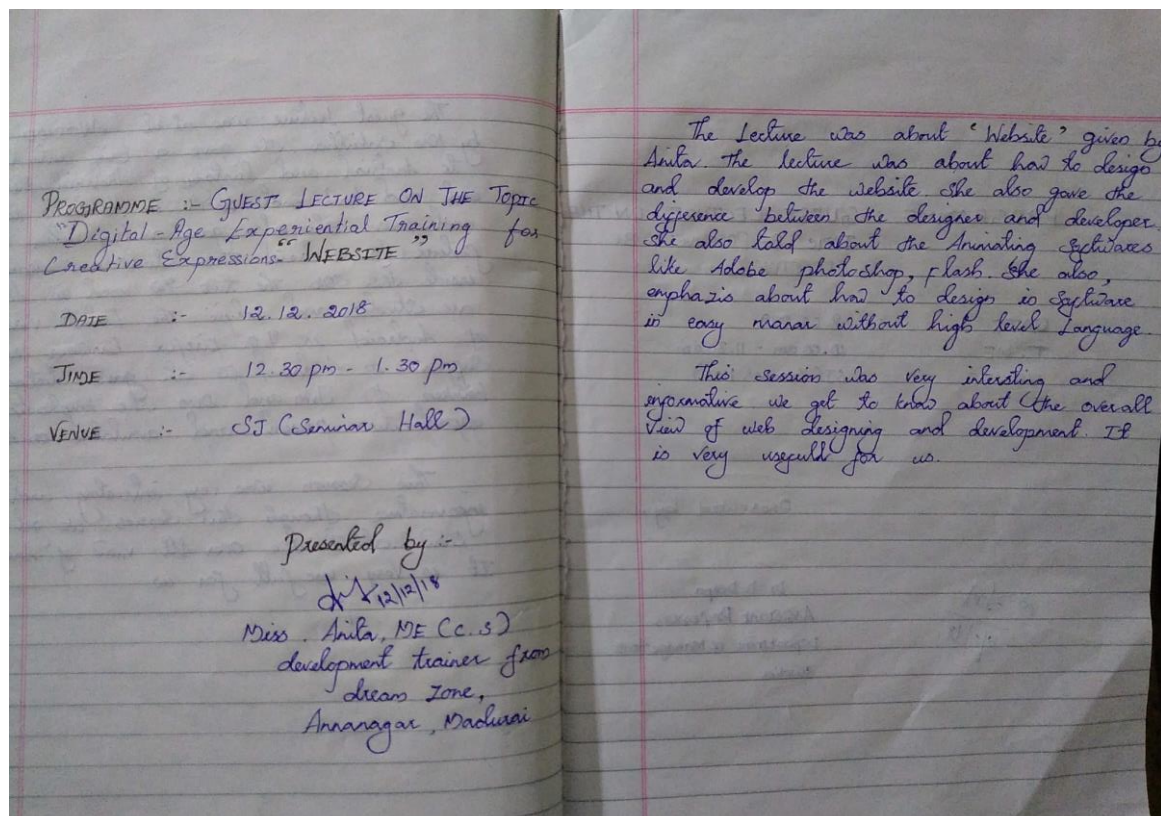 PROGRAMME :- GUEST LECTURE ON THE TOPIC
"Digital-Age Experiential Training for
Creative Expressions- "WEBSITE"
DATE :- 12.12.2018
TIME :- 12.30 pm - 1.30 pm
VENUE :- SJ (Seminar Hall)
Presented by :-
12/12/18
Miss. Anita, ME (C.S)
development trainer from
dream zone,
Annanagar, Madurai
The Lecture was about "Website" given by
Anita. The lecture was about how to design
and develop the website. She also gave the
difference between the designer and developer.
She also told about the Animating Softwares
like Adobe photoshop, Flash. She also,
emphazis about how to design in Software
in easy manar without high level Language.
This session was very intersting and
informative we get to know about the overall
view of web designing and development. It
is very usefull for us.